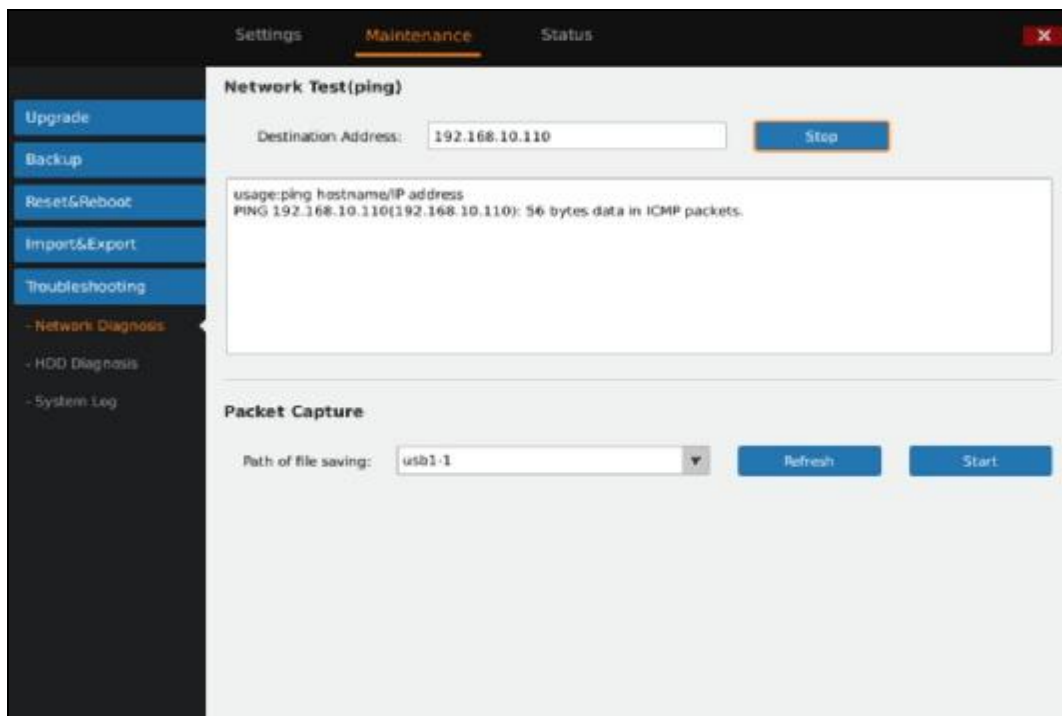 Settings Maintenance Status
Network Test(ping)
Upgrade
Destination Address: 192.168.10.110 Stop
Backup
usage:ping hostname/IP address
Reset&Reboot
PING 192.168.10.110(192.168.10.110): 56 bytes data in ICMP packets.
Import&Export
Troubleshooting
- Network Diagnosis
- HDD Diagnosis
- System Log
Packet Capture
Path of file saving: usb1-1 Refresh Start